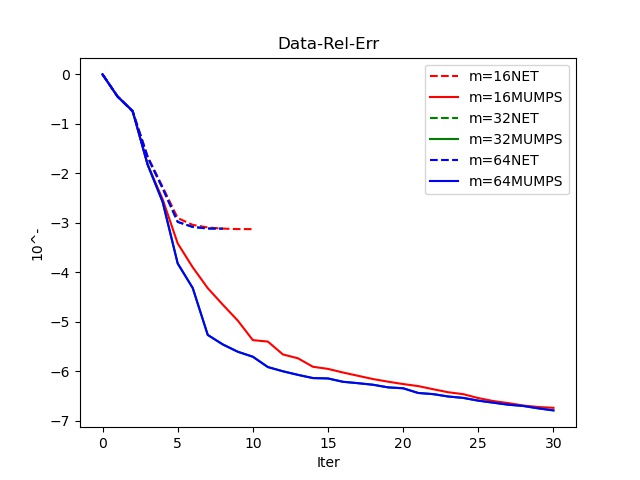 Data-Rel-Err
m=16NET
m=16MUMPS
m=32NET
m=32MUMPS
m=64NET
m=64MUMPS
10^-
0
−1
−2
−3
−4
−5
−6
−7
0 5 10 15 20 25 30
Iter